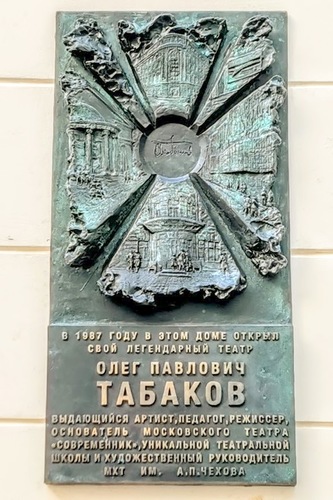 В 1987 ГОДУ В ЭТОМ ДОМЕ ОТКРЫЛ
СВОЙ ЛЕГЕНДАРНЫЙ ТЕАТР
ОЛЕГ ПАВЛОВИЧ
ТАБАКОВ
ВЫДАЮЩИЙСЯ АРТИСТ,ПЕДАГОГ,РЕЖИССЕР,
ОСНОВАТЕЛЬ МОСКОВСКОГО ТЕАТРА
«СОВРЕМЕННИК»,УНИКАЛЬНОЙ ТЕАТРАЛЬНОЙ
ШКОЛЫ И ХУДОЖЕСТВЕННЫЙ РУКОВОДИТЕЛЬ
МХТ ИМ. А.П.ЧЕХОВА